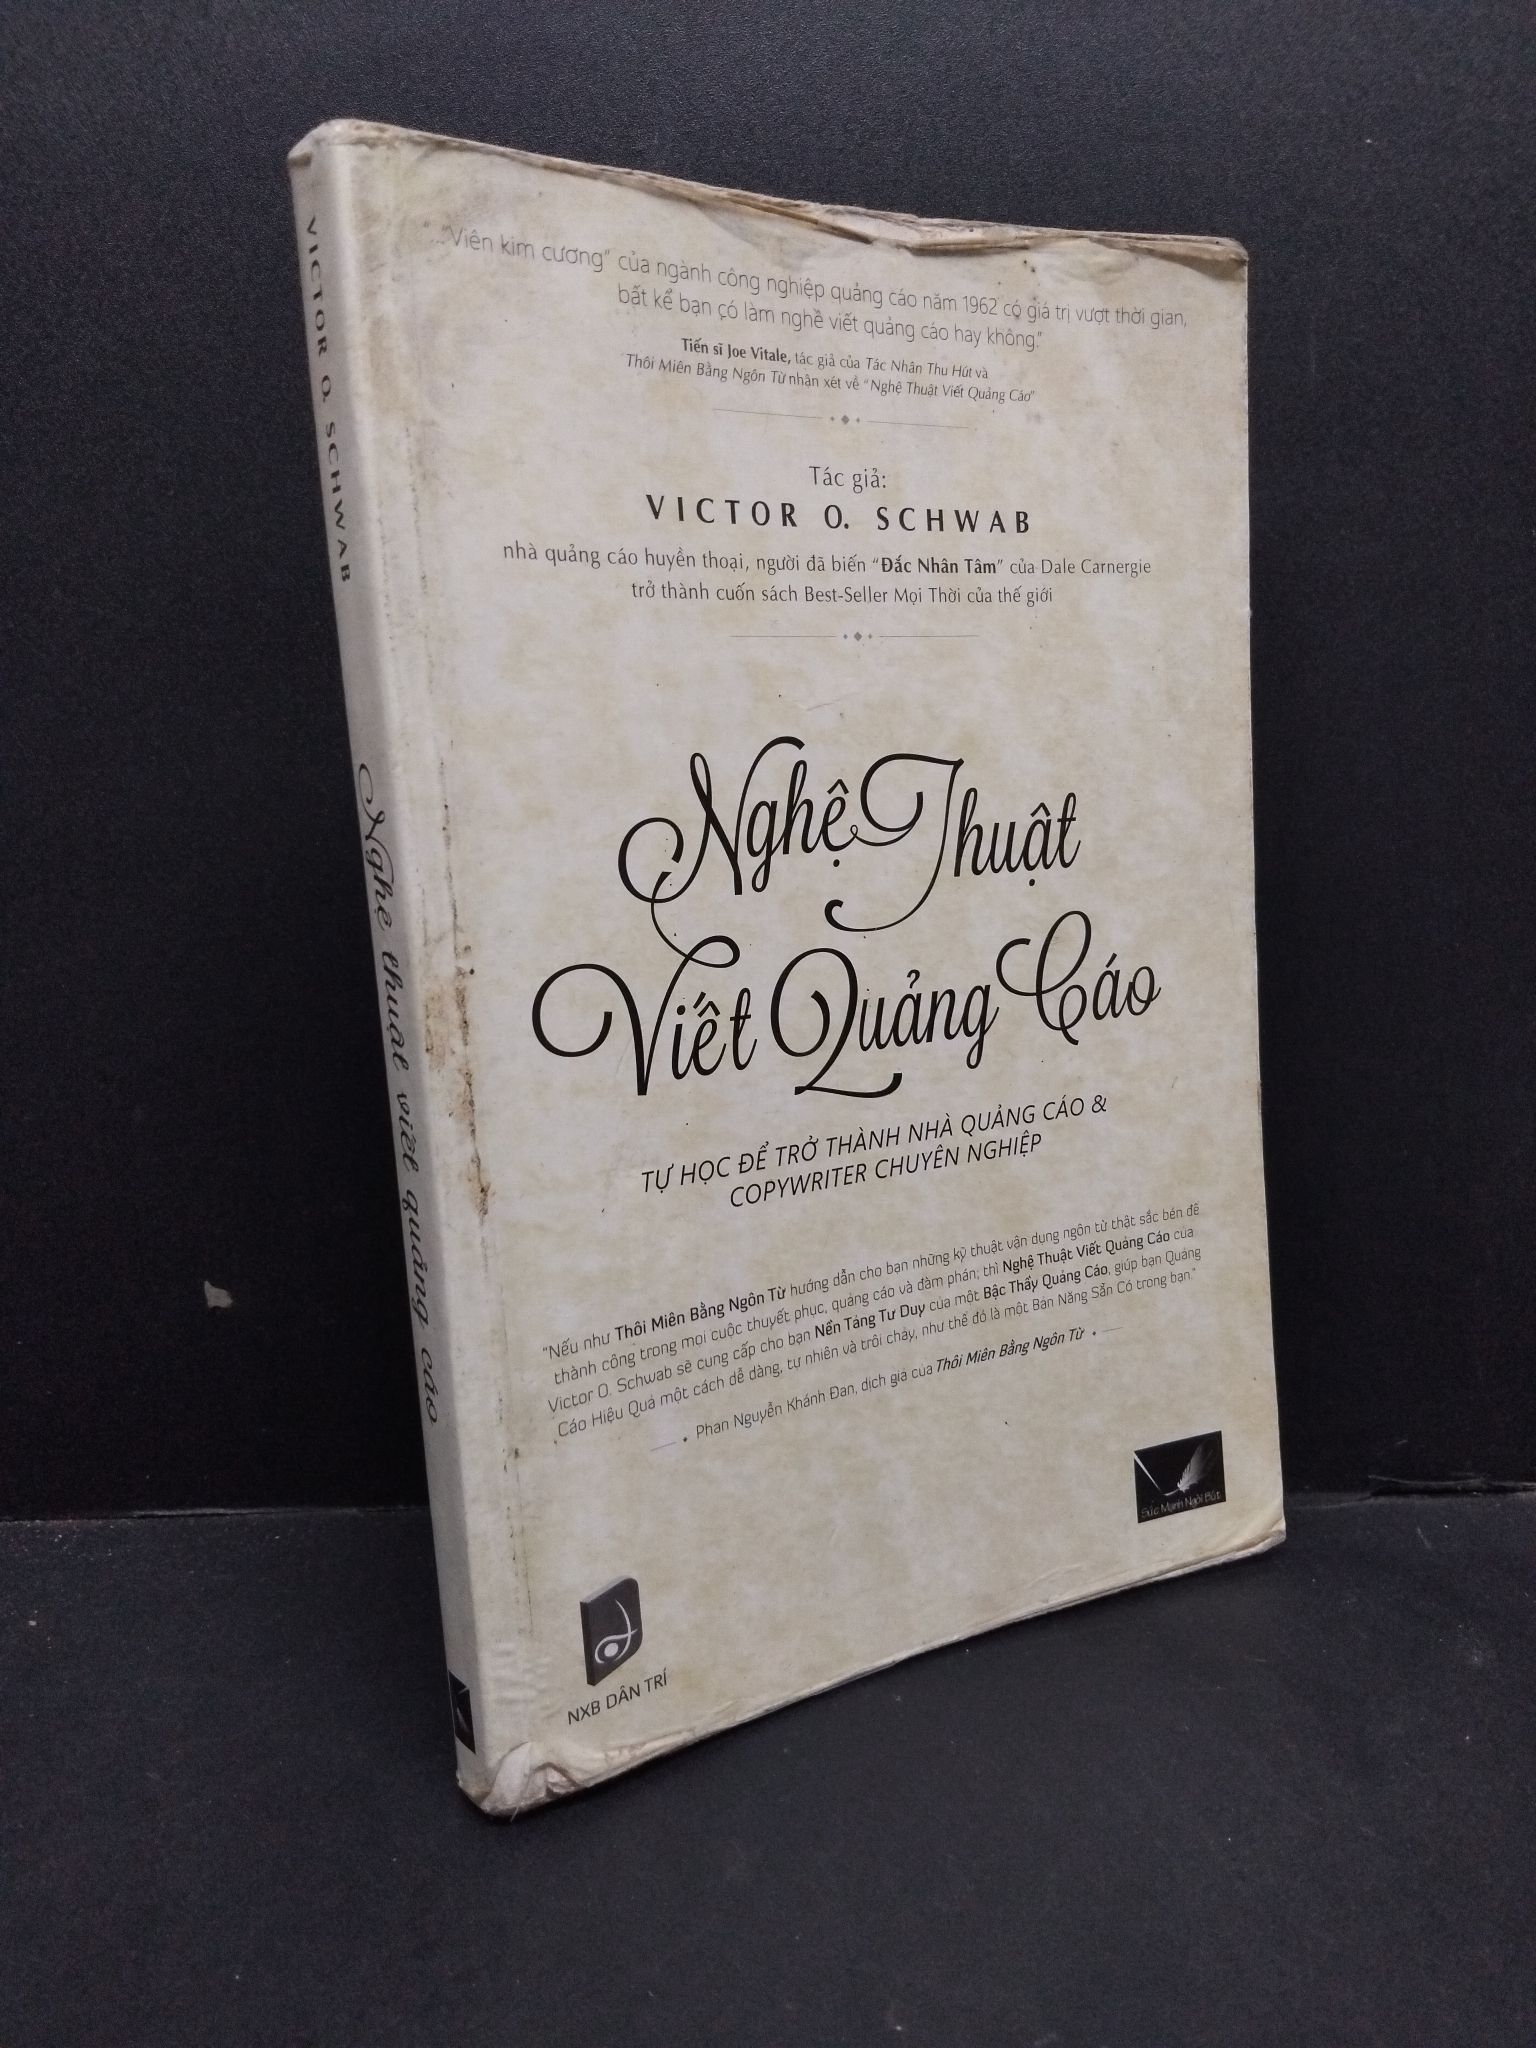 "..."Viên kim cương" của ngành công nghiệp quảng cáo năm 1962 có giá trị vượt thời gian,
bất kể bạn có làm nghề viết quảng cáo hay không."
Tiến sĩ Joe Vitale, tác giả của Tác Nhân Thu Hút và
Thôi Miên Bằng Ngôn Từ nhận xét về "Nghệ Thuật Viết Quảng Cáo"
Tác giả:
VICTOR O. SCHWAB
nhà quảng cáo huyền thoại, người đã biến "Đắc Nhân Tâm" của Dale Carnergie
trở thành cuốn sách Best-Seller Mọi Thời của thế giới
Nghệ Thuật
Viết Quảng Cáo
TỰ HỌC ĐỂ TRỞ THÀNH NHÀ QUẢNG CÁO &
COPYWRITER CHUYÊN NGHIỆP
"Nếu như Thôi Miên Bằng Ngôn Từ hướng dẫn cho bạn những kỹ thuật vận dụng ngôn từ thật sắc bén để
thành công trong mọi cuộc thuyết phục, quảng cáo và đàm phán; thì Nghệ Thuật Viết Quảng Cáo của
Victor O. Schwab sẽ cung cấp cho bạn Nền Tảng Tư Duy của một Bậc Thầy Quảng Cáo, giúp bạn Quảng
Cáo Hiệu Quả một cách dễ dàng, tự nhiên và trôi chảy, như thể đó là một Bản Năng Sẵn Có trong bạn."
Phan Nguyễn Khánh Đan, dịch giả của Thôi Miên Bằng Ngôn Từ
Sức Mạnh Ngòi Bút
NXB DÂN TRÍ
VICTOR O. SCHWAB
Nghệ thuật viết quảng cáo